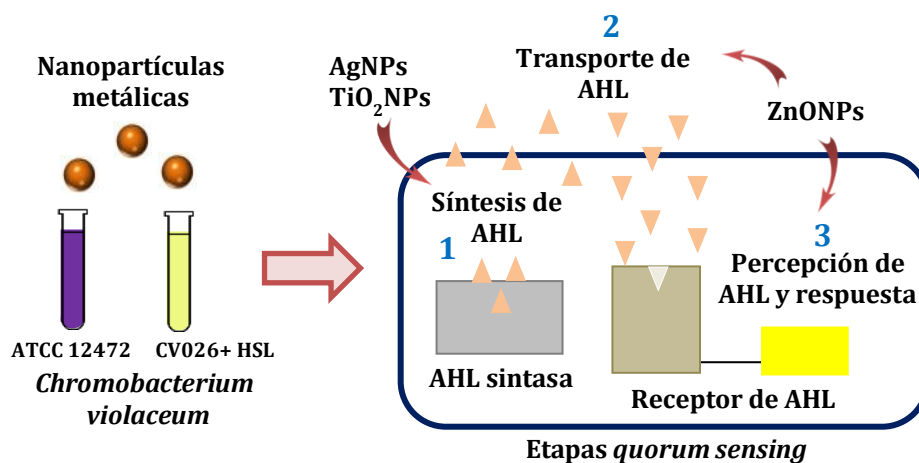 Nanopartículas
metálicas
ATCC 12472
CV026+ HSL
Chromobacterium
violaceum
AgNPs
TiO₂NPs
2
Transporte de
AHL
ZnONPs
Síntesis de
AHL
1
AHL sintasa
3
Percepción de
AHL y respuesta
Receptor de AHL
Etapas quorum sensing